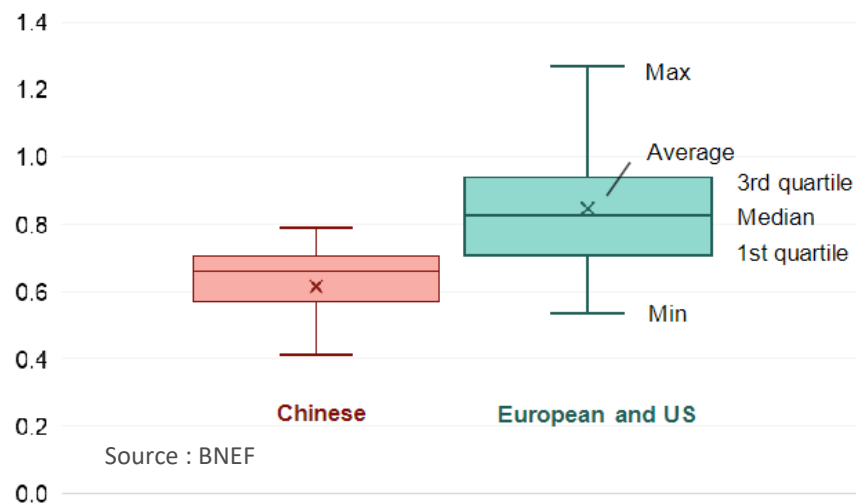 1.4
1.2
1.0
0.8
0.6
0.4
0.2
0.0
Max
Average
3rd quartile
Median
1st quartile
Min
Chinese
European and US
Source : BNEF